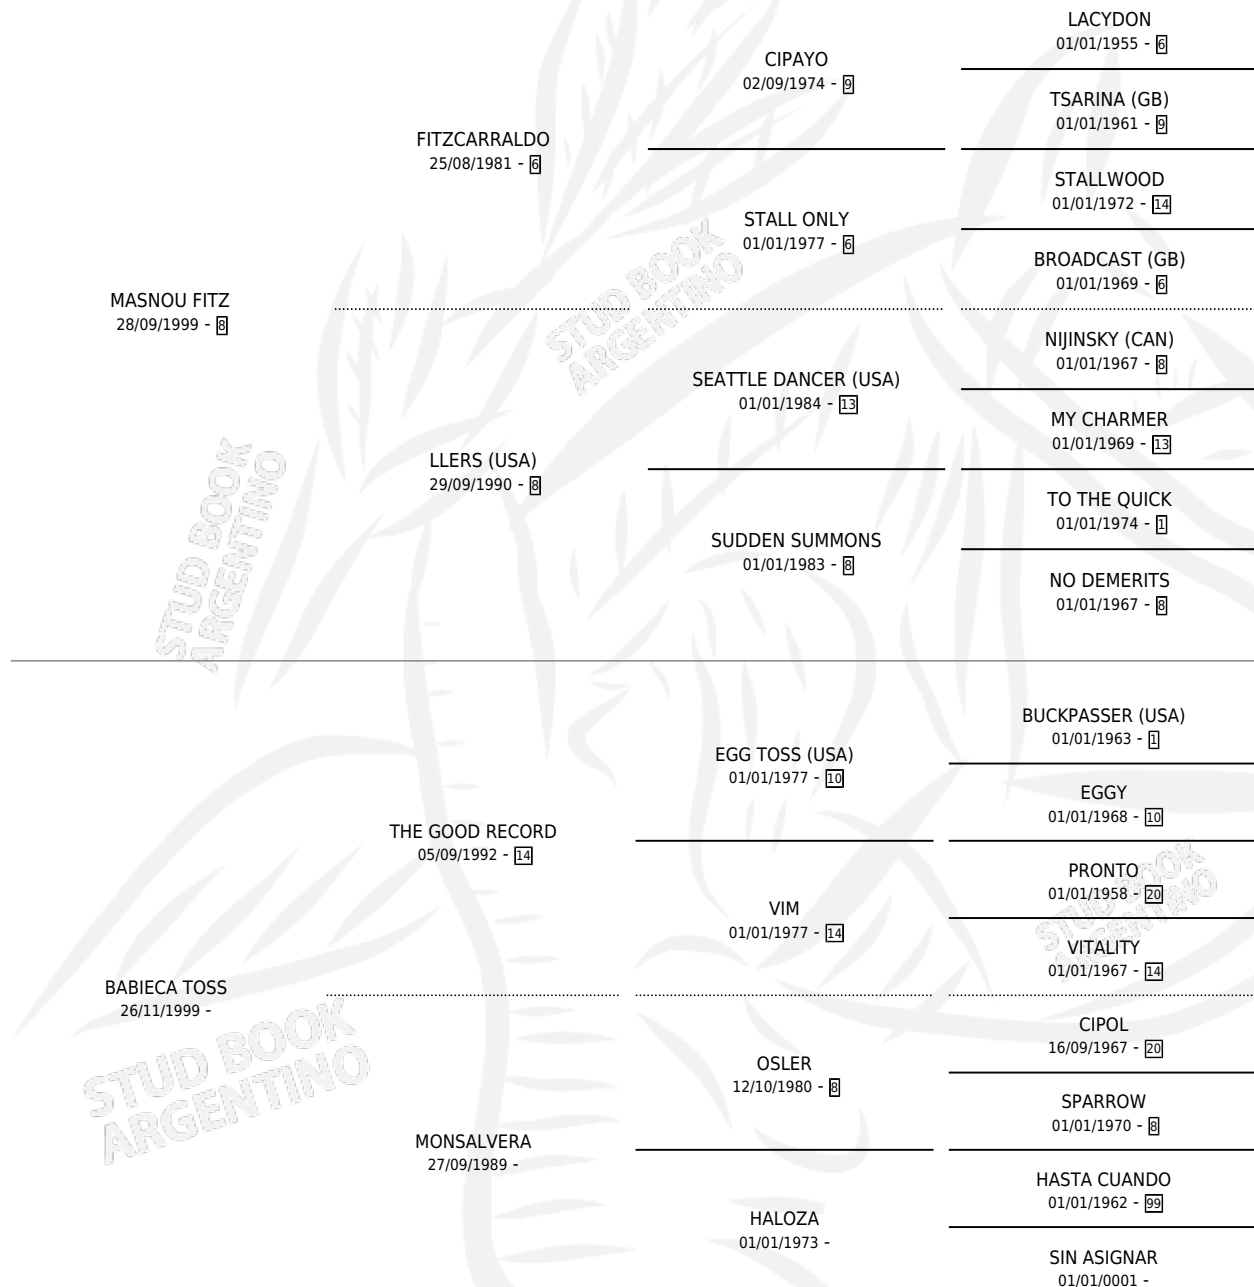 LACYDON
01/01/1955 - 6
CIPAYO
02/09/1974 - 9
TSARINA (GB)
01/01/1961 - 9
FITZCARRALDO
25/08/1981 - 6
STALLWOOD
01/01/1972 - 14
STALL ONLY
01/01/1977 - 6
BROADCAST (GB)
01/01/1969 - 6
MASNOU FITZ
28/09/1999 - 8
STUD BOOK
ARGENTINO
NIJINSKY (CAN)
01/01/1967 - 8
SEATTLE DANCER (USA)
01/01/1984 - 13
MY CHARMER
01/01/1969 - 13
LLERS (USA)
29/09/1990 - 8
TO THE QUICK
01/01/1974 - 1
SUDDEN SUMMONS
01/01/1983 - 8
NO DEMERITS
01/01/1967 - 8
STUD BOOK
ARGENTINO
BUCKPASSER (USA)
01/01/1963 - 1
EGG TOSS (USA)
01/01/1977 - 10
EGGY
01/01/1968 - 10
THE GOOD RECORD
05/09/1992 - 14
PRONTO
01/01/1958 - 20
VIM
01/01/1977 - 14
STUD BOOK
ARGENTINO
VITALITY
01/01/1967 - 14
BABIECA TOSS
26/11/1999 -
CIPOL
16/09/1967 - 20
OSLER
12/10/1980 - 8
SPARROW
01/01/1970 - 8
STUD BOOK
ARGENTINO
MONSALVERA
27/09/1989 -
HASTA CUANDO
01/01/1962 - 99
HALOZA
01/01/1973 -
SIN ASIGNAR
01/01/0001 -